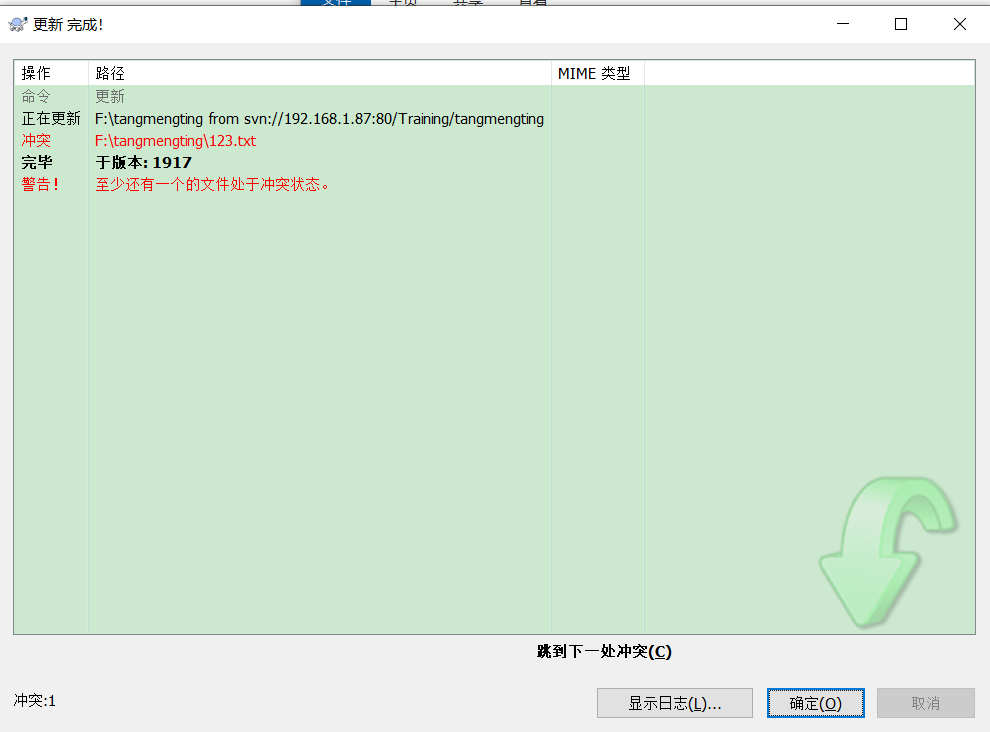 更新 完成!
操作 路径 MIME 类型
命令 更新
正在更新 F:\tangmengting from svn://192.168.1.87:80/Training/tangmengting
冲突 F:\tangmengting\123.txt
完毕 于版本: 1917
警告! 至少还有一个的文件处于冲突状态。
跳到下一处冲突(C)
冲突:1 显示日志(L)... 确定(O) 取消